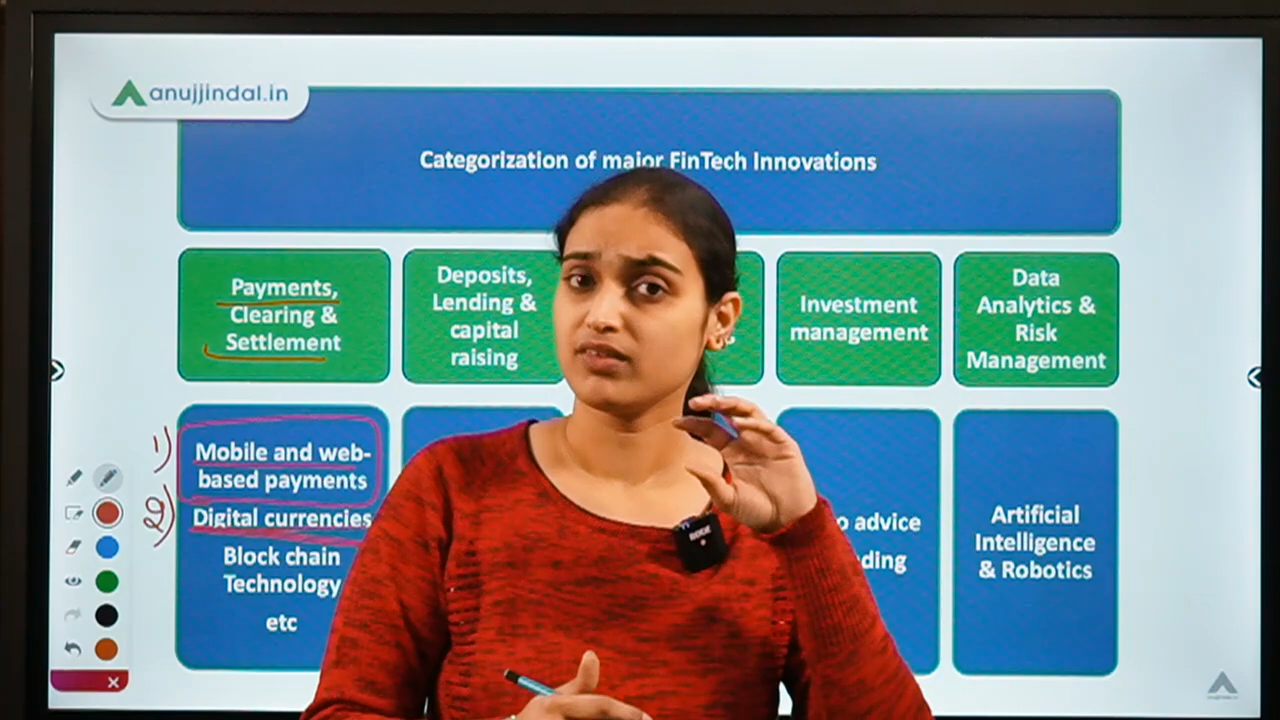 anujjindal.in
Categorization of major FinTech Innovations
Payments,
Clearing &
Settlement
Deposits,
Lending &
capital
raising
Investment
management
Data
Analytics &
Risk
Management
1)
Mobile and web-
based payments
2)
Digital currencies
Block chain
Technology
etc
advice
Artificial
Intelligence
& Robotics